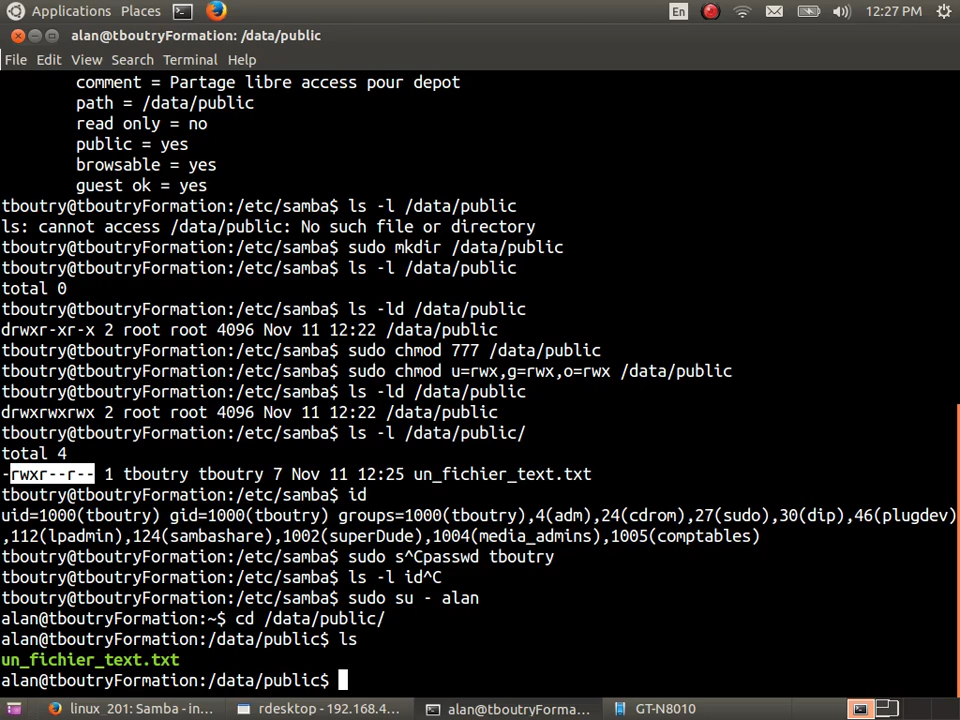 Applications Places En 12:27 PM
alan@tboutryFormation: /data/public
File Edit View Search Terminal Help
comment = Partage libre access pour depot
path = /data/public
read only = no
public = yes
browsable = yes
guest ok = yes
tboutry@tboutryFormation:/etc/samba$ ls -l /data/public
ls: cannot access /data/public: No such file or directory
tboutry@tboutryFormation:/etc/samba$ sudo mkdir /data/public
tboutry@tboutryFormation:/etc/samba$ ls -l /data/public
total 0
tboutry@tboutryFormation:/etc/samba$ ls -ld /data/public
drwxr-xr-x 2 root root 4096 Nov 11 12:22 /data/public
tboutry@tboutryFormation:/etc/samba$ sudo chmod 777 /data/public
tboutry@tboutryFormation:/etc/samba$ sudo chmod u=rwx,g=rwx,o=rwx /data/public
tboutry@tboutryFormation:/etc/samba$ ls -ld /data/public
drwxrwxrwx 2 root root 4096 Nov 11 12:22 /data/public
tboutry@tboutryFormation:/etc/samba$ ls -l /data/public/
total 4
-rwxr--r-- 1 tboutry tboutry 7 Nov 11 12:25 un_fichier_text.txt
tboutry@tboutryFormation:/etc/samba$ id
uid=1000(tboutry) gid=1000(tboutry) groups=1000(tboutry),4(adm),24(cdrom),27(sudo),30(dip),46(plugdev)
,112(lpadmin),124(sambashare),1002(superDude),1004(media_admins),1005(comptables)
tboutry@tboutryFormation:/etc/samba$ sudo s^Cpasswd tboutry
tboutry@tboutryFormation:/etc/samba$ ls -l id^C
tboutry@tboutryFormation:/etc/samba$ sudo su - alan
alan@tboutryFormation:~$ cd /data/public/
alan@tboutryFormation:/data/public$ ls
un_fichier_text.txt
alan@tboutryFormation:/data/public$
linux_201: Samba - in... rdesktop - 192.168.4... alan@tboutryForma... GT-N8010